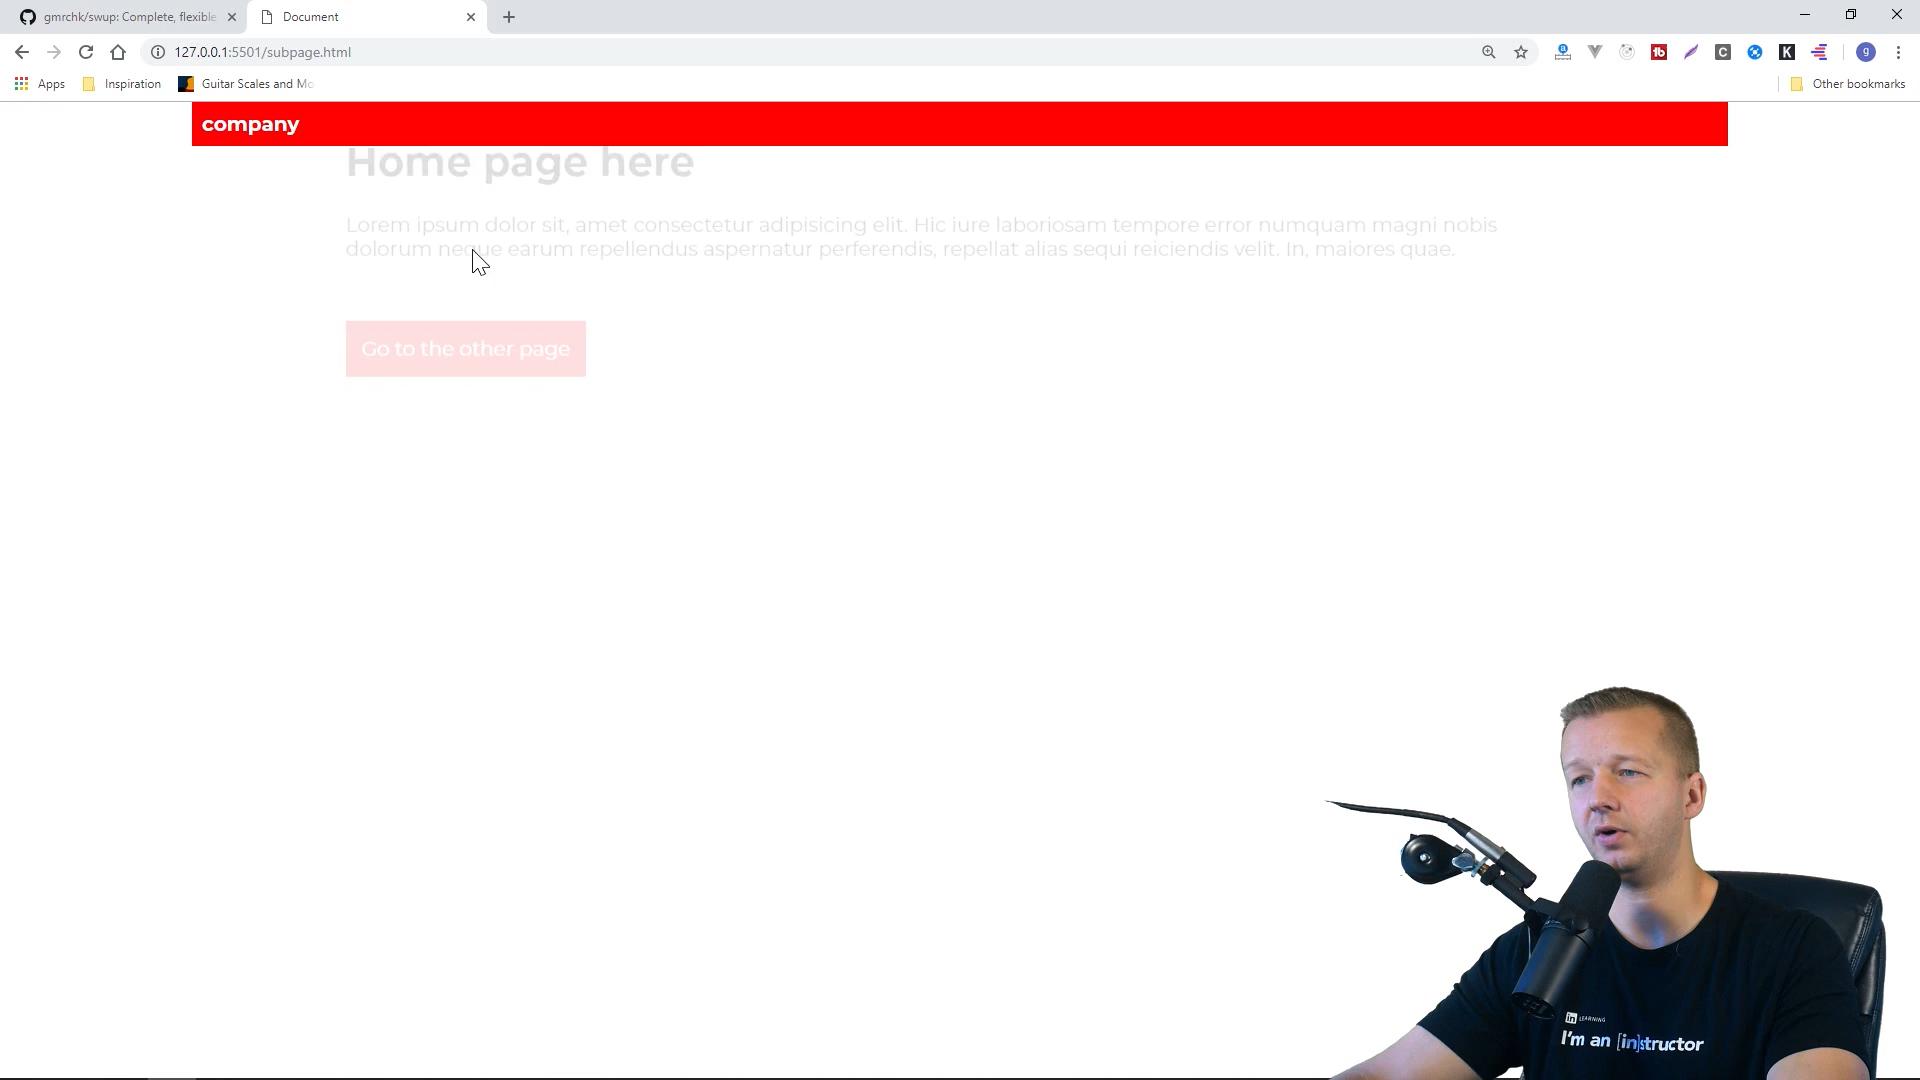 gmrchk/swup: Complete, flexible
Document
127.0.0.1:5501/subpage.html
g
Apps
Inspiration
Guitar Scales and Mo
Other bookmarks
company
Home page here
Lorem ipsum dolor sit, amet consectetur adipisicing elit. Hic iure laboriosam tempore error numquam magni nobis
dolorum neque earum repellendus aspernatur perferendis, repellat alias sequi reiciendis velit. In, maiores quae.
Go to the other page
in LEARNING
I'm an [in]structor